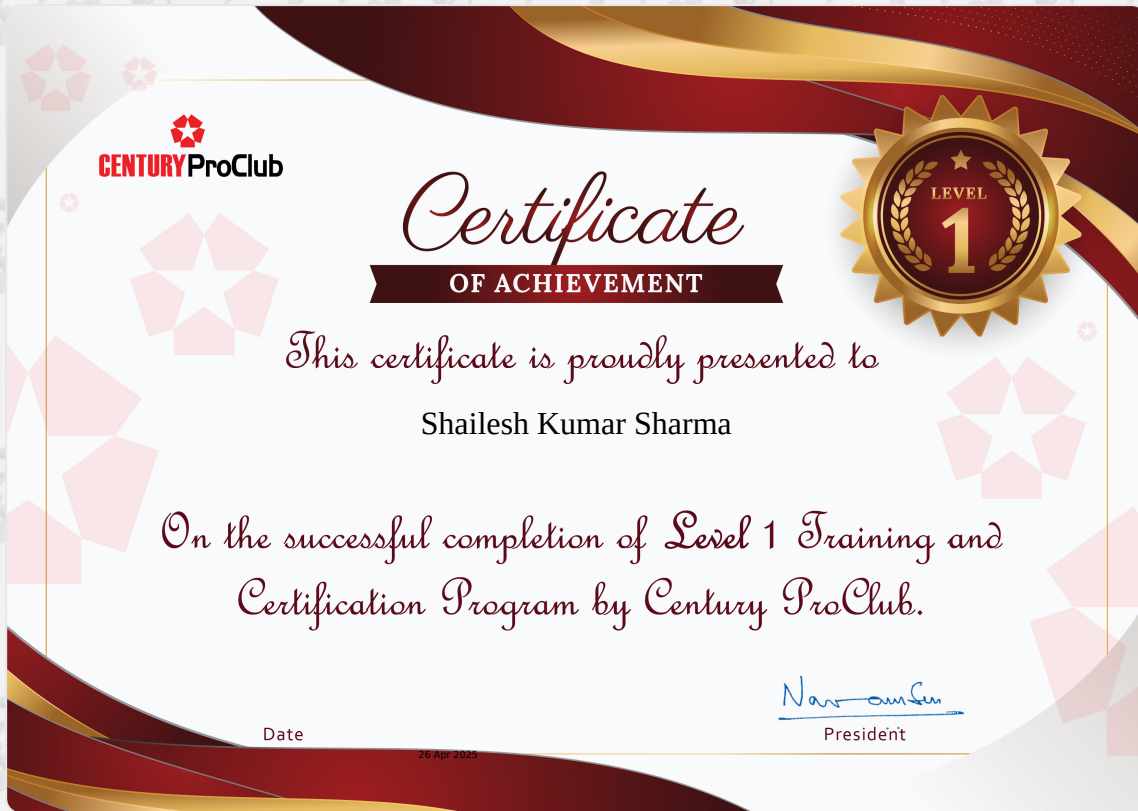 CENTURY ProClub
LEVEL
1
Certificate
OF ACHIEVEMENT
This certificate is proudly presented to
Shailesh Kumar Sharma
On the successful completion of Level 1 Training and
Certification Program by Century ProClub.
Date
President
26 Apr 2025